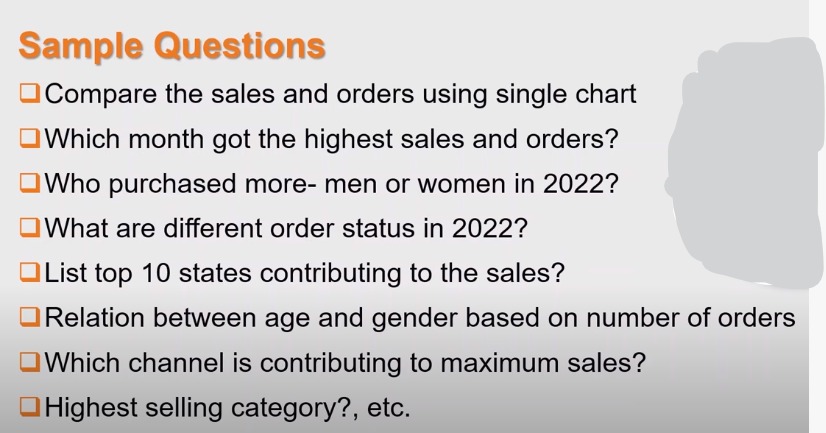 Sample Questions
❑Compare the sales and orders using single chart
❑Which month got the highest sales and orders?
❑Who purchased more- men or women in 2022?
❑What are different order status in 2022?
❑List top 10 states contributing to the sales?
❑Relation between age and gender based on number of orders
❑Which channel is contributing to maximum sales?
❑Highest selling category?, etc.